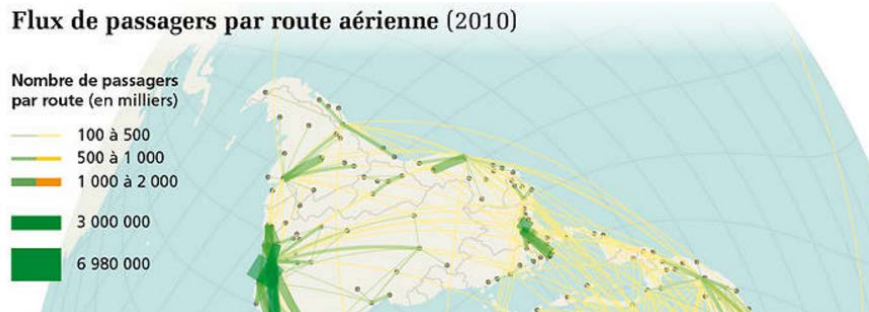 Flux de passagers par route aérienne (2010)
Nombre de passagers
par route (en milliers)
100 à 500
500 à 1 000
1 000 à 2 000
3 000 000
6 980 000